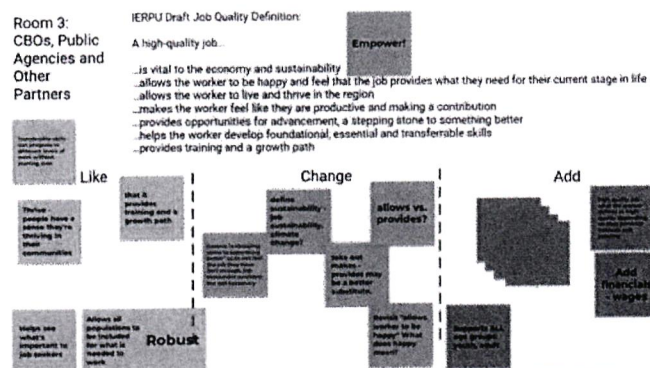 Room 3:
CBOs, Public
Agencies and
Other
Partners
IERPU Draft Job Quality Definition:
A high-quality job...
Empower!
...is vital to the economy and sustainability
...allows the worker to be happy and feel that the job provides what they need for their current stage in life
...allows the worker to live and thrive in the region
...makes the worker feel like they are productive and making a contribution
...provides opportunities for advancement, a stepping stone to something better
...helps the worker develop foundational, essential and transferrable skills
...provides training and a growth path
Like
Change
Add
Thrive -
people have a
sense they're
thriving in
their
communities
that it
provides
training and a
growth path
Helps see
what's
important to
job seekers
Allows all
populations to
be included
for what is
needed to
work
Robust
define
sustainability -
job
sustainability,
climate
change?
allows vs.
provides?
take out
makes -
provides may
be a better
substitute.
Revisit "allows
worker to be
happy" What
does happy
mean?
Add
financials
- wages
Supports ALL
age groups
youth, adult